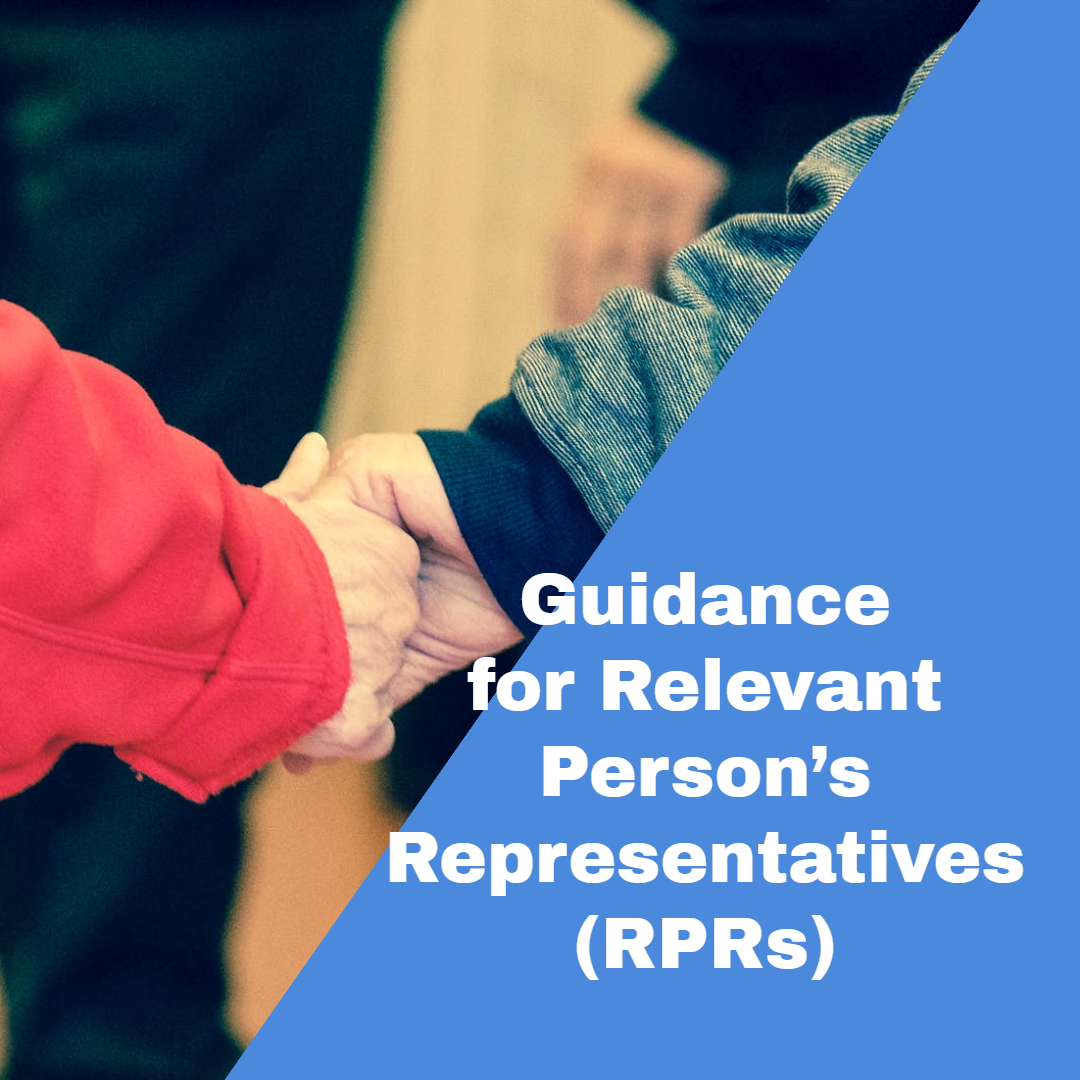 Guidance
for Relevant
Person’s
Representatives
(RPRs)